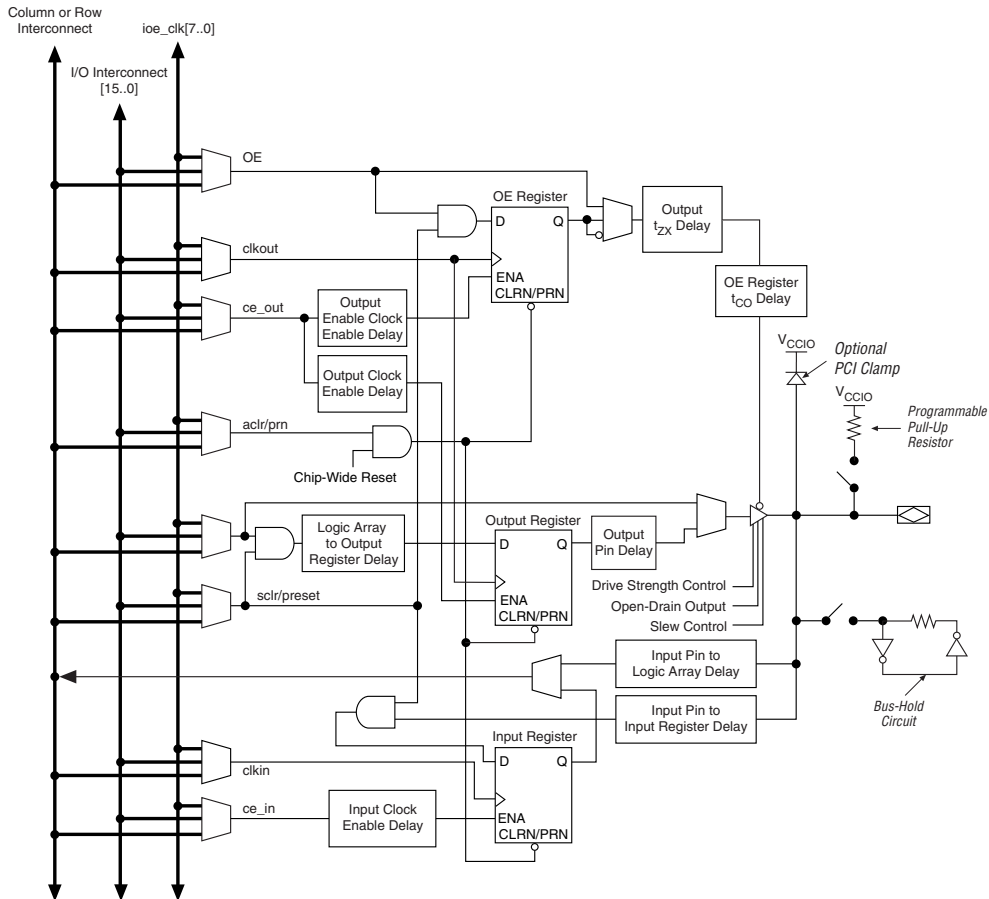 Column or Row
Interconnect
ioe_clk[7..0]
I/O Interconnect
[15..0]
OE
OE Register
D
Q
Output
tZX Delay
clkout
ENA
CLRN/PRN
OE Register
tCO Delay
ce_out
Output
Enable Clock
Enable Delay
Output Clock
Enable Delay
VCCIO
Optional
PCI Clamp
VCCIO
Programmable
Pull-Up
Resistor
aclr/prn
Chip-Wide Reset
Logic Array
to Output
Register Delay
Output Register
D
Q
Output
Pin Delay
ENA
CLRN/PRN
sclr/preset
Drive Strength Control
Open-Drain Output
Slew Control
Input Pin to
Logic Array Delay
Input Pin to
Input Register Delay
Bus-Hold
Circuit
Input Register
D
Q
clkin
ENA
CLRN/PRN
ce_in
Input Clock
Enable Delay